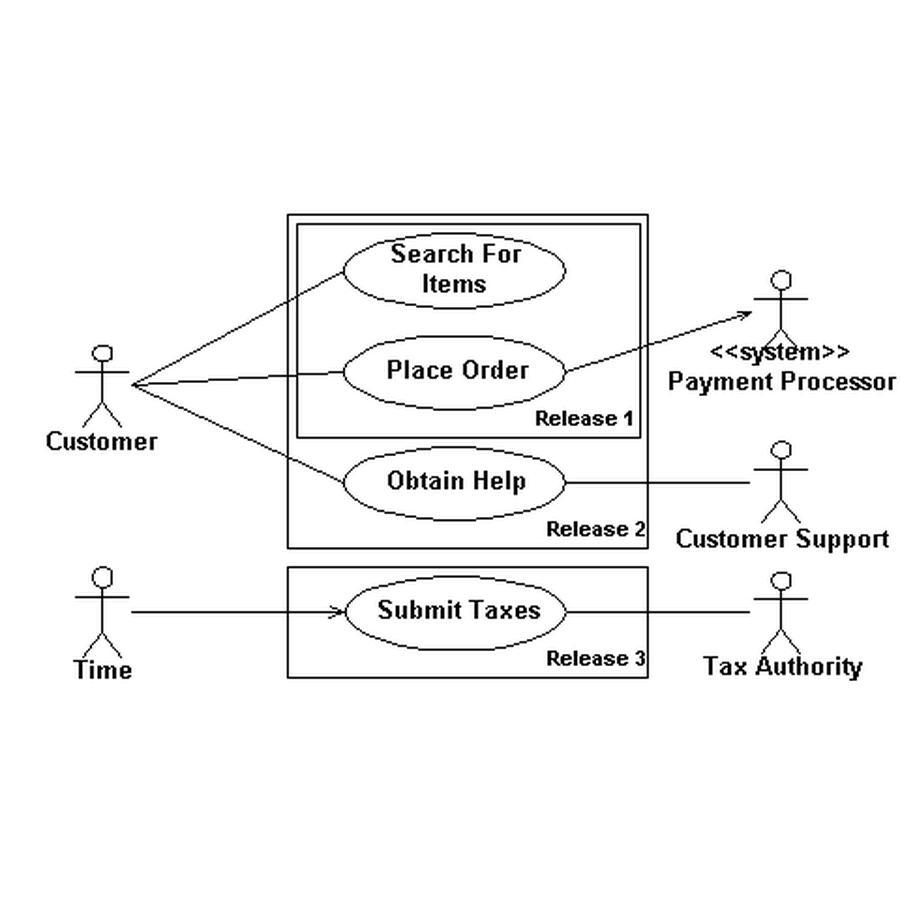 Search For
Items
Place Order
Release 1
<<system>>
Payment Processor
Customer
Obtain Help
Release 2
Customer Support
Submit Taxes
Release 3
Time
Tax Authority